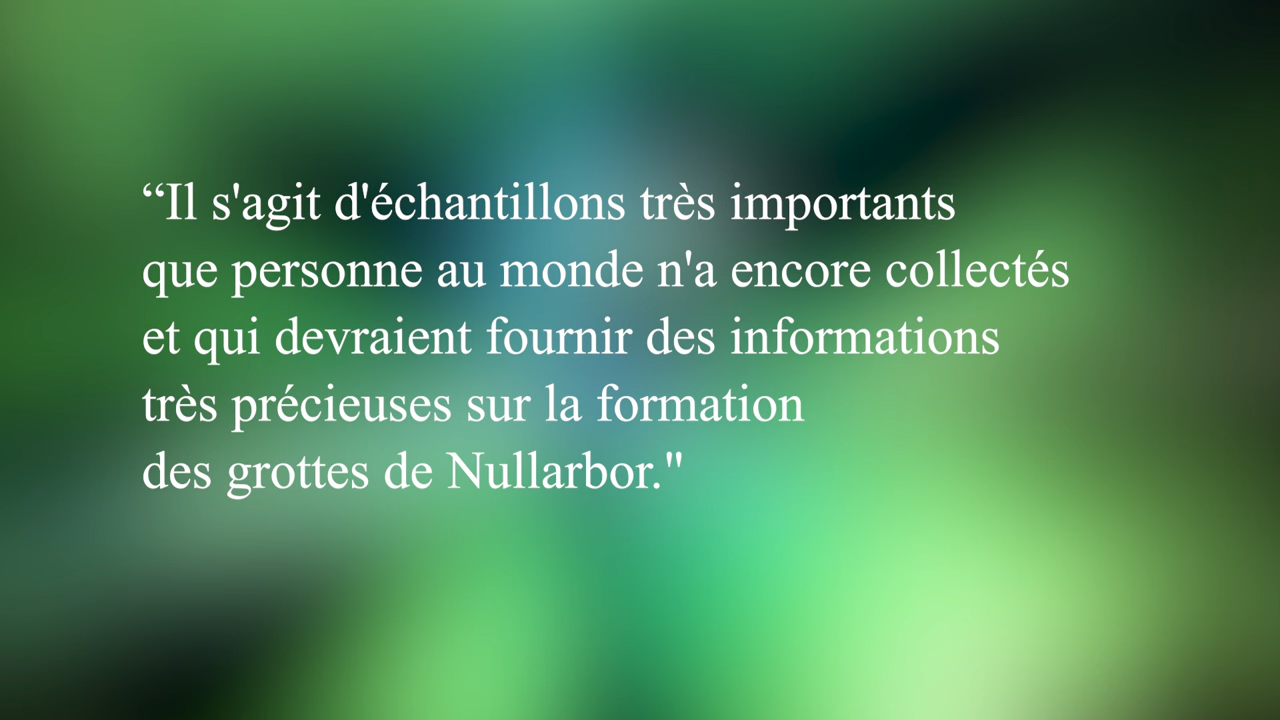 “Il s'agit d'échantillons très importants
que personne au monde n'a encore collectés
et qui devraient fournir des informations
très précieuses sur la formation
des grottes de Nullarbor."